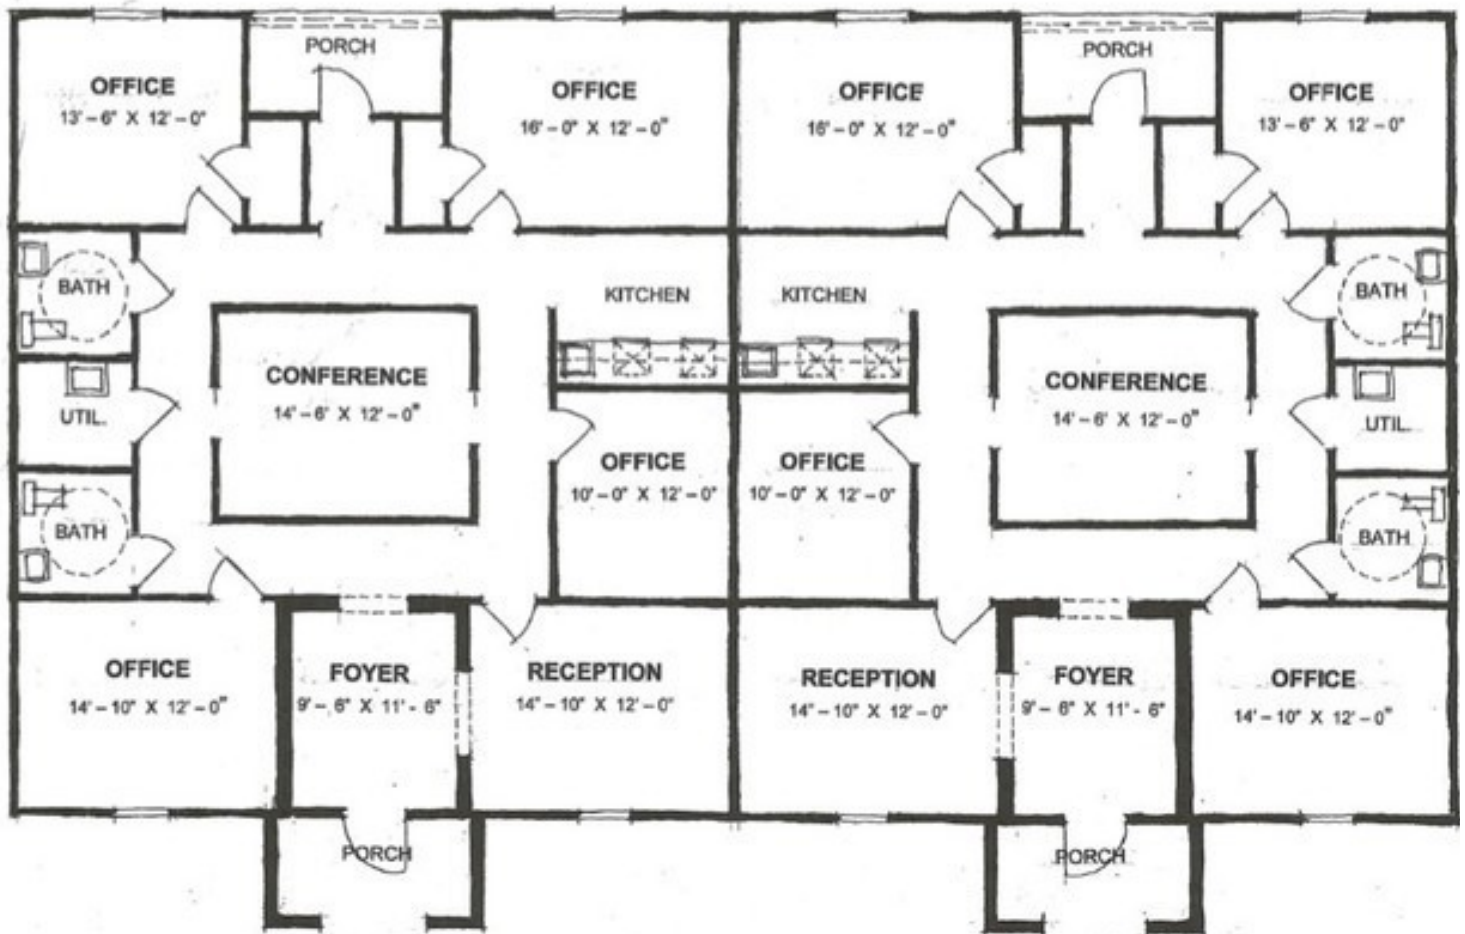 PORCH
PORCH
OFFICE
13' – 6" X 12' – 0"
OFFICE
16' – 0" X 12' – 0"
OFFICE
16' – 0" X 12' – 0"
OFFICE
13' – 6" X 12' – 0"
BATH
KITCHEN
KITCHEN
BATH
CONFERENCE
14' – 6' X 12' – 0"
CONFERENCE
14' – 6' X 12' – 0"
UTIL.
UTIL.
OFFICE
10' – 0" X 12' – 0"
OFFICE
10' – 0" X 12' – 0"
BATH
BATH
OFFICE
14' – 10" X 12' – 0"
FOYER
9' – 6" X 11' - 6"
RECEPTION
14" – 10" X 12' – 0"
RECEPTION
14" – 10" X 12' – 0"
FOYER
9' – 6" X 11' - 6"
OFFICE
14' – 10" X 12' – 0"
PORCH
PORCH